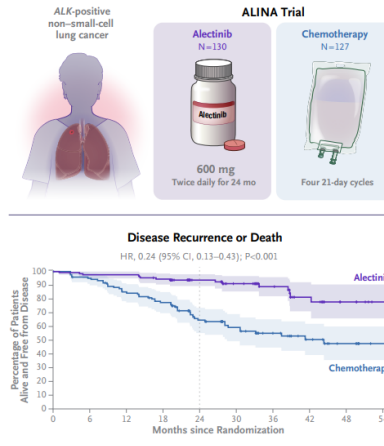 ALK-positive
non–small-cell
lung cancer
ALINA Trial
Alectinib
N=130
Alectinib
600 mg
Twice daily for 24 mo
Chemotherapy
N=127
Four 21-day cycles
Disease Recurrence or Death
HR, 0.24 (95% CI, 0.13–0.43); P<0.001
Percentage of Patients
Alive and Free from Disease
100
90
80
70
60
50
40
30
20
10
0
Alectini
Chemotherap
0 6 12 18 24 30 36 42 48
Months since Randomization